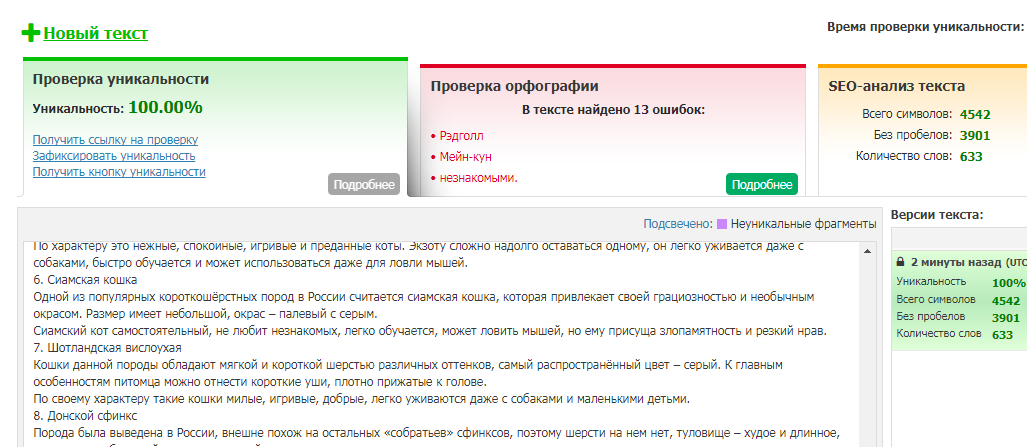 Новый текст
Время проверки уникальности:
Проверка уникальности
Уникальность: 100.00%
Получить ссылку на проверку
Зафиксировать уникальность
Получить кнопку уникальности
Подробнее
Проверка орфографии
В тексте найдено 13 ошибок:
• Рэдголл
• Мейн-кун
• незнакомыми.
Подробнее
SEO-анализ текста
Всего символов: 4542
Без пробелов: 3901
Количество слов: 633
Подсвечено: Неуникальные фрагменты
По характеру это нежные, спокойные, игривые и преданные коты. Экзоту сложно надолго оставаться одному, он легко уживается даже с
собаками, быстро обучается и может использоваться даже для ловли мышей.
6. Сиамская кошка
Одной из популярных короткошёрстных пород в России считается сиамская кошка, которая привлекает своей грациозностью и необычным
окрасом. Размер имеет небольшой, окрас – палевый с серым.
Сиамский кот самостоятельный, не любит незнакомых, легко обучается, может ловить мышей, но ему присуща злопамятность и резкий нрав.
7. Шотландская вислоухая
Кошки данной породы обладают мягкой и короткой шерстью различных оттенков, самый распространённый цвет – серый. К главным
особенностям питомца можно отнести короткие уши, плотно прижатые к голове.
По своему характеру такие кошки милые, игривые, добрые, легко уживаются даже с собаками и маленькими детьми.
8. Донской сфинкс
Порода была выведена в России, внешне похож на остальных «собратьев» сфинксов, поэтому шерсти на нем нет, туловище – худое и длинное,
Версии текста:
2 минуты назад (UTC
Уникальность 100%
Всего символов 4542
Без пробелов 3901
Количество слов 633